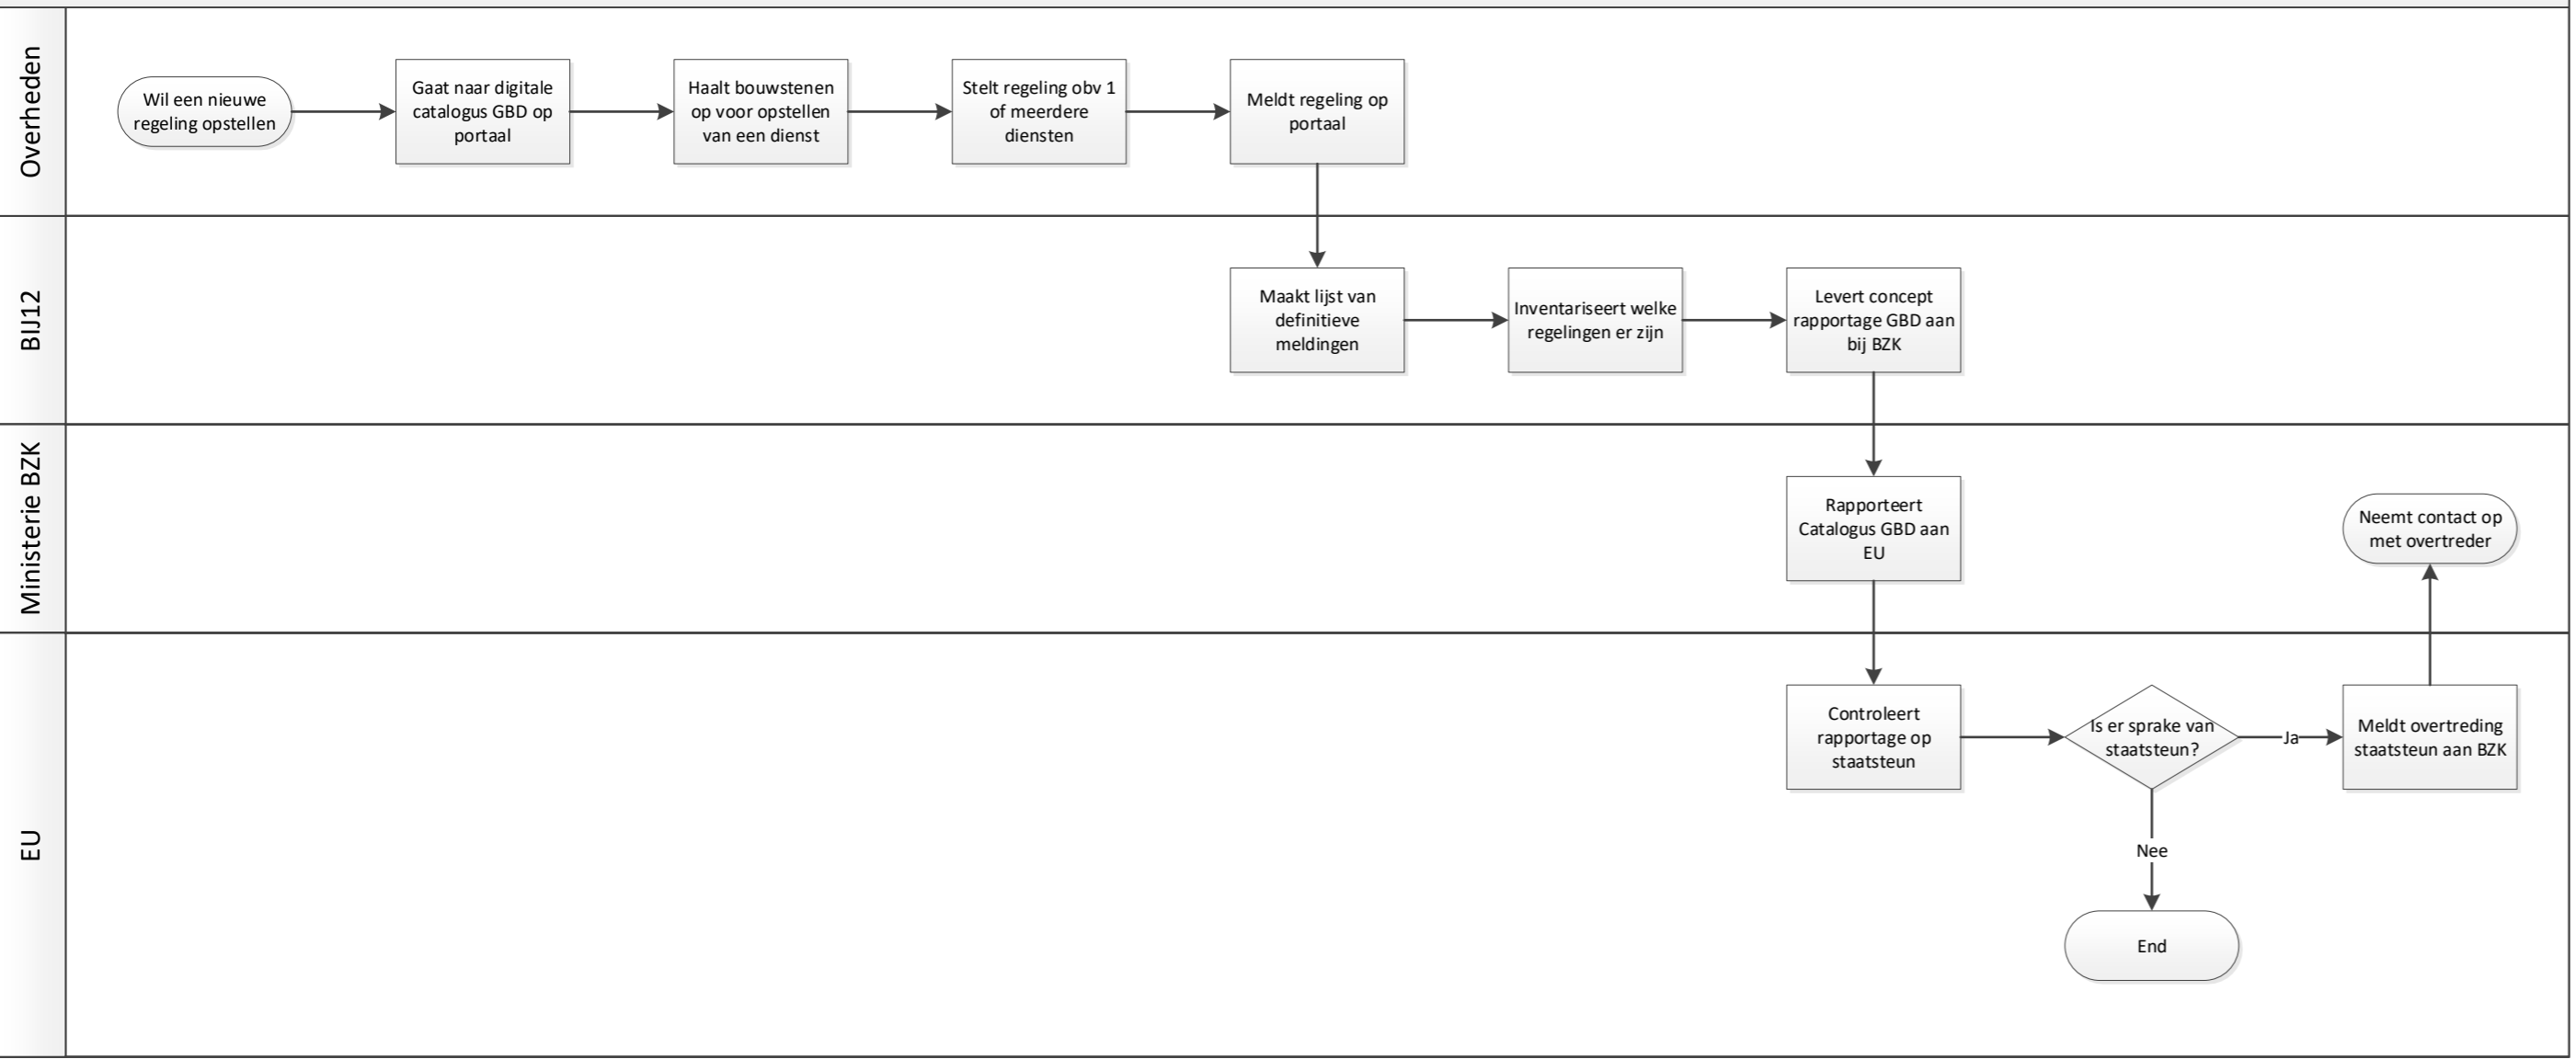 Overheden
Wil een nieuwe
regeling opstellen
Gaat naar digitale
catalogus GBD op
portaal
Haalt bouwstenen
op voor opstellen
van een dienst
Stelt regeling obv 1
of meerdere
diensten
Meldt regeling op
portaal
BIJ12
Maakt lijst van
definitieve
meldingen
Inventariseert welke
regelingen er zijn
Levert concept
rapportage GBD aan
bij BZK
Ministerie BZK
Rapporteert
Catalogus GBD aan
EU
Neemt contact op
met overtreder
EU
Controleert
rapportage op
staatsteun
Is er sprake van
staatsteun?
Ja
Meldt overtreding
staatsteun aan BZK
Nee
End